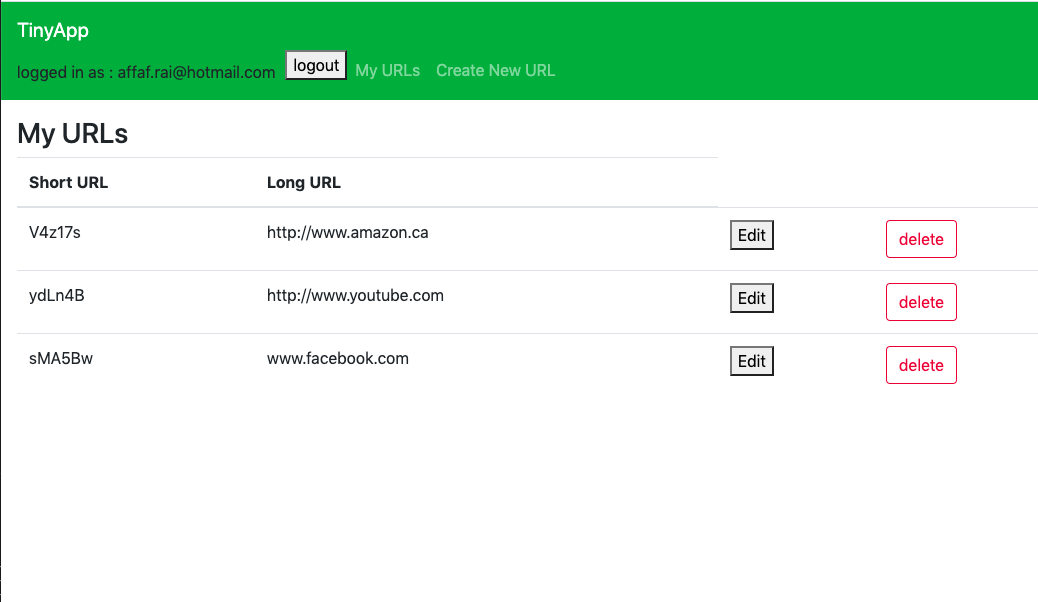 TinyApp
logged in as : affaf.rai@hotmail.com logout My URLs Create New URL
My URLs
Short URL Long URL
V4z17s http://www.amazon.ca Edit delete
ydLn4B http://www.youtube.com Edit delete
sMA5Bw www.facebook.com Edit delete